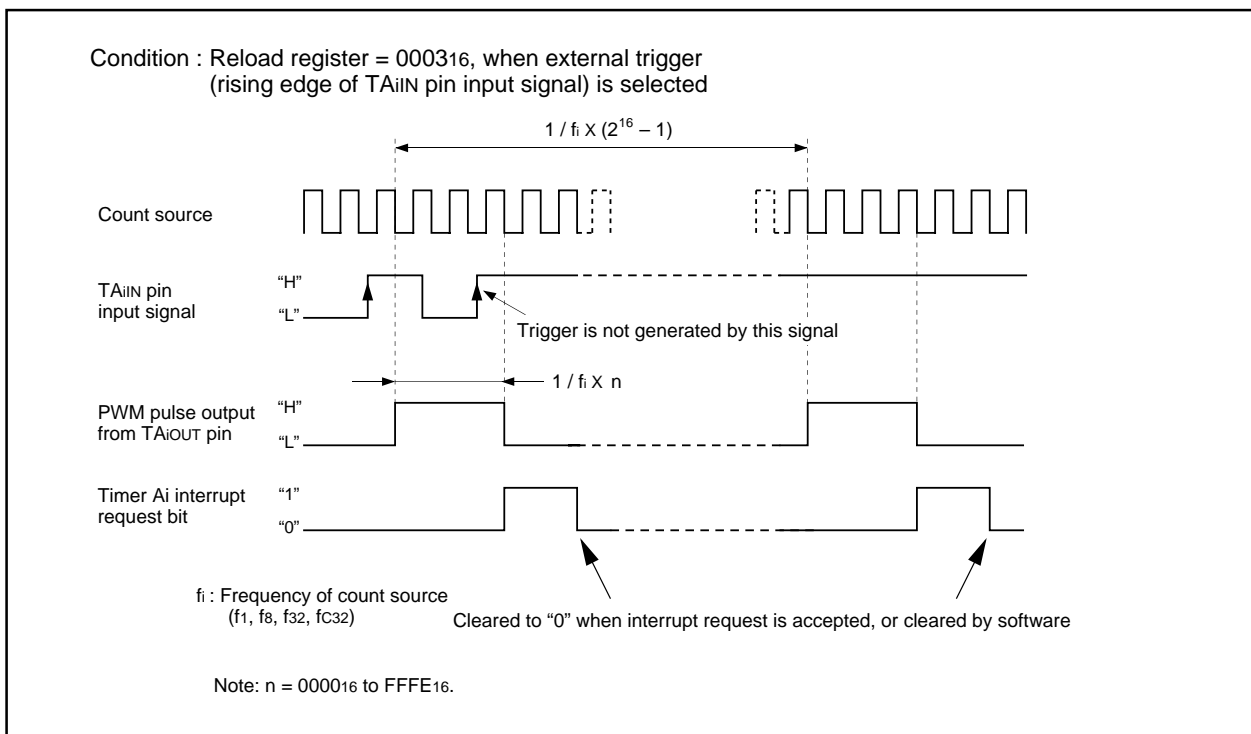 Condition : Reload register = 000316, when external trigger
(rising edge of TAiIN pin input signal) is selected
1 / fi X (2^16 – 1)
Count source
TAiIN pin
input signal
“H”
“L”
Trigger is not generated by this signal
1 / fi X n
PWM pulse output
from TAiOUT pin
“H”
“L”
Timer Ai interrupt
request bit
“1”
“0”
fi : Frequency of count source
(f1, f8, f32, fC32)
Cleared to “0” when interrupt request is accepted, or cleared by software
Note: n = 000016 to FFFE16.